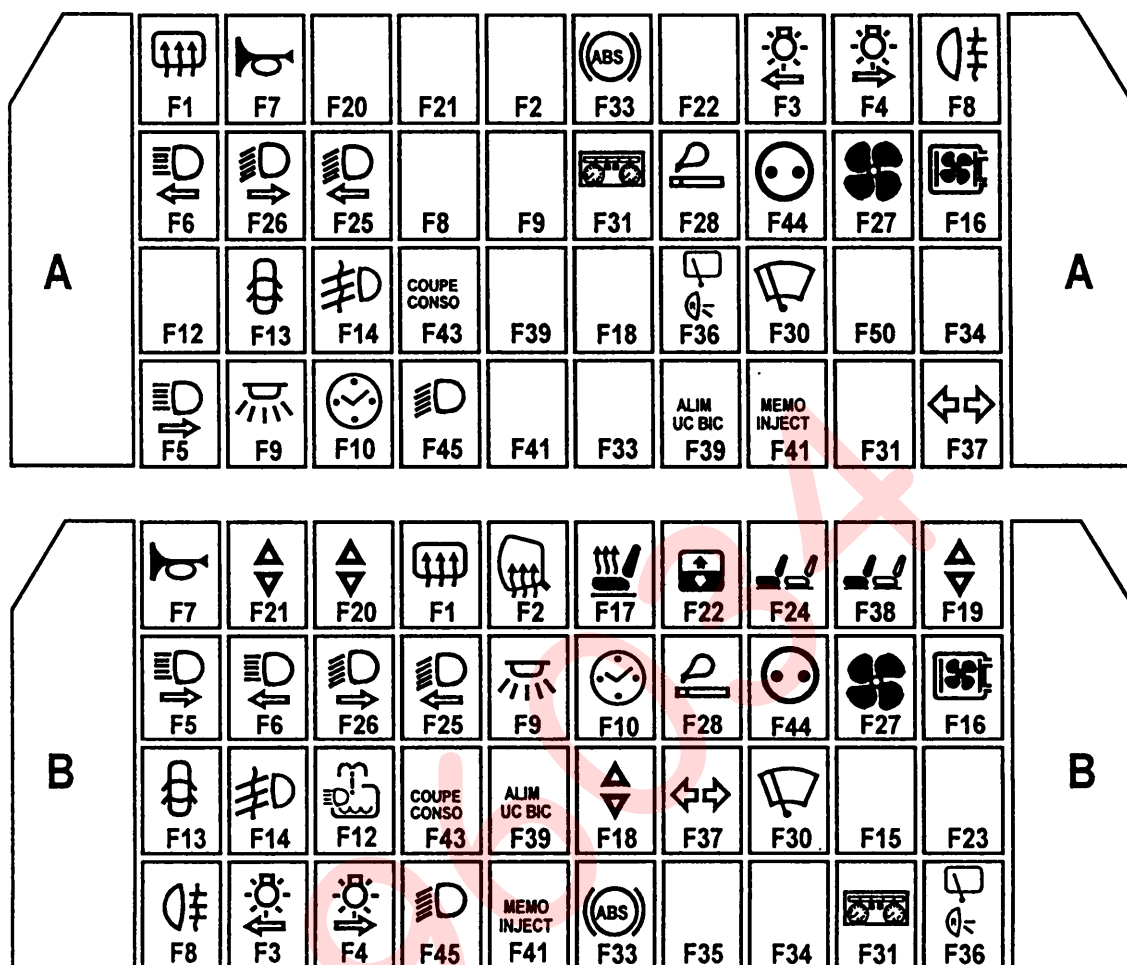 ABS
F1 F7 F20 F21 F2 F33 F22 F3 F4 F8
F6 F26 F25 F8 F9 F31 F28 F44 F27 F16
A
A
COUPE
CONSO
R
F12 F13 F14 F43 F39 F18 F36 F30 F50 F34
ALIM
UC BIC
MEMO
INJECT
F5 F9 F10 F45 F41 F33 F39 F41 F31 F37
F7 F21 F20 F1 F2 F17 F22 F24 F38 F19
F5 F6 F26 F25 F9 F10 F28 F44 F27 F16
B
B
COUPE
CONSO
ALIM
UC BIC
F13 F14 F12 F43 F39 F18 F37 F30 F15 F23
MEMO
INJECT
ABS
R
F8 F3 F4 F45 F41 F33 F35 F34 F31 F36
96034